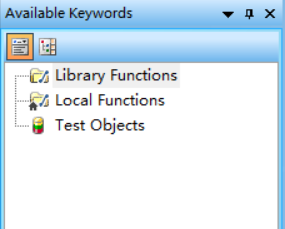 Available Keywords
Library Functions
Local Functions
Test Objects